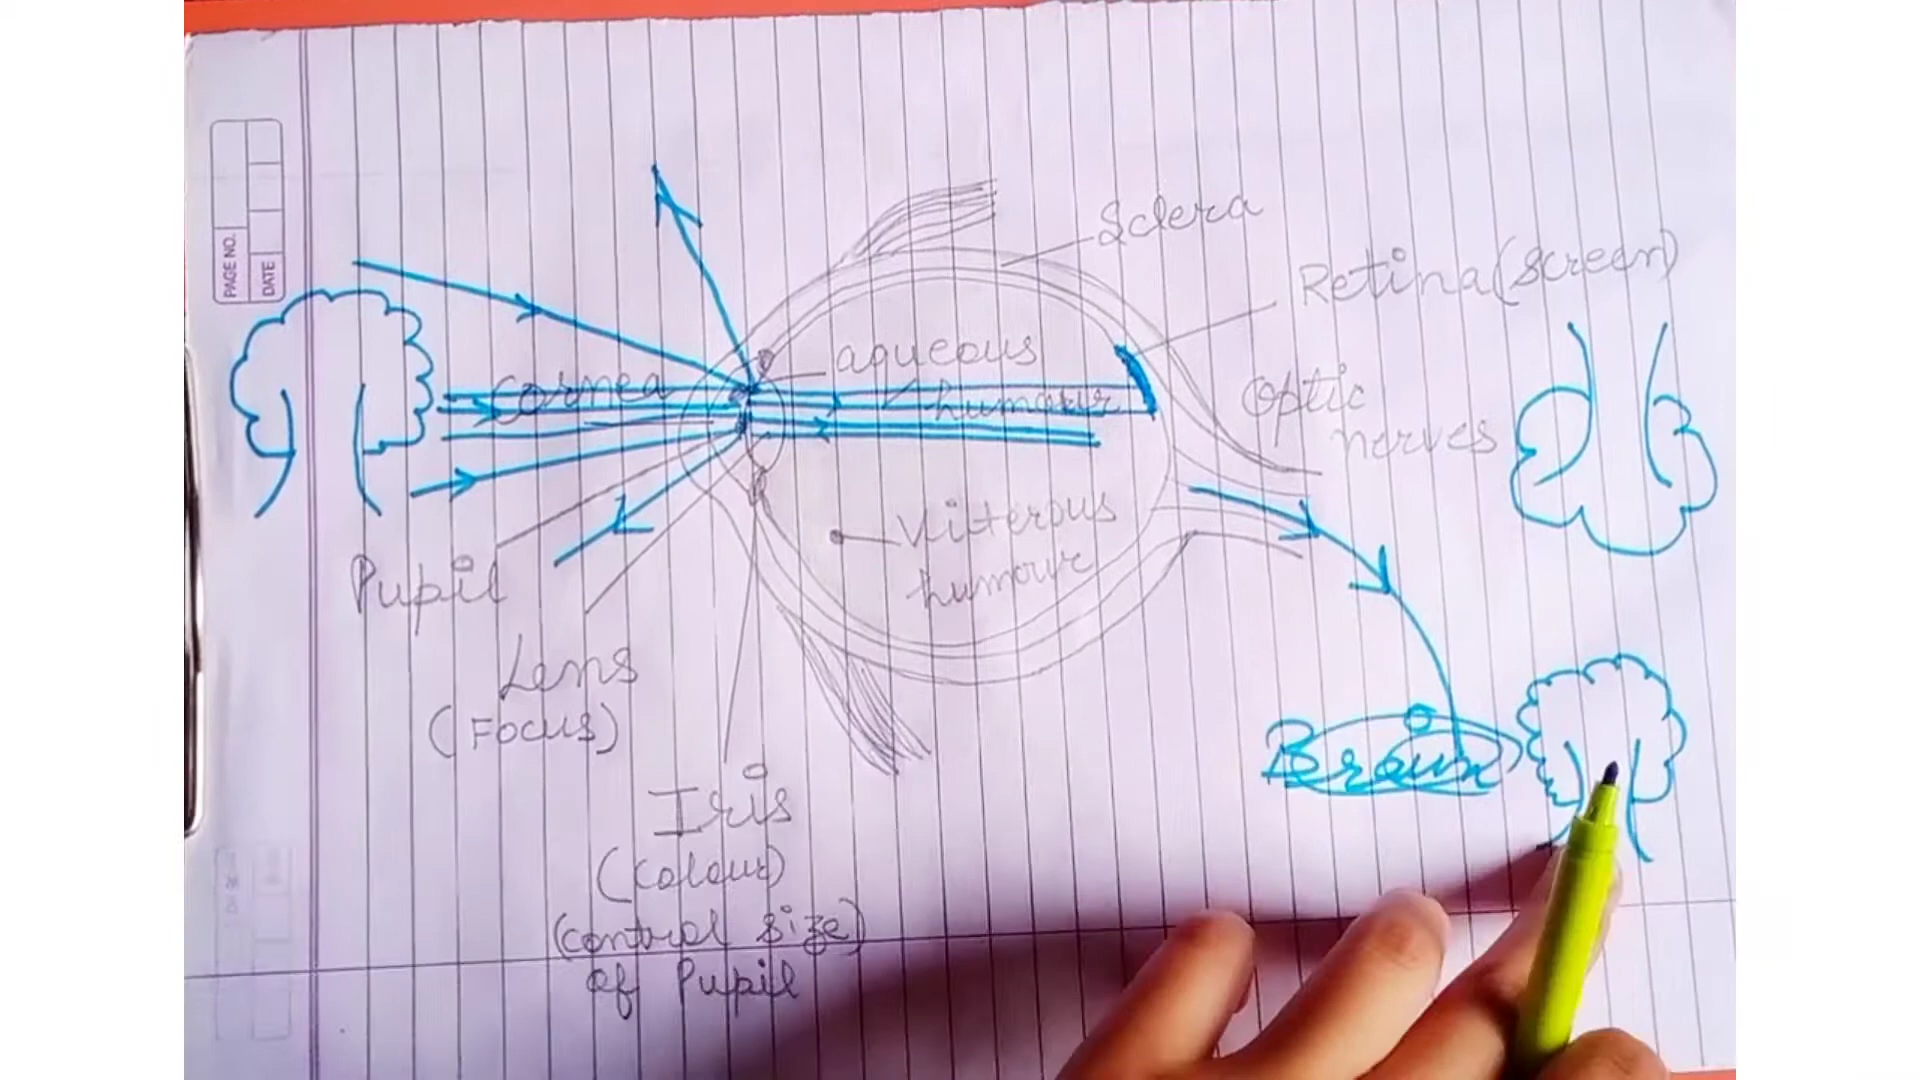 PAGE NO.
DATE
Sclera
Retina (screen)
aqueous
humour
Cornea
Optic
nerves
Viterous
humour
Pupil
Lens
(Focus)
Brain
Iris
(colour)
(control size)
of Pupil